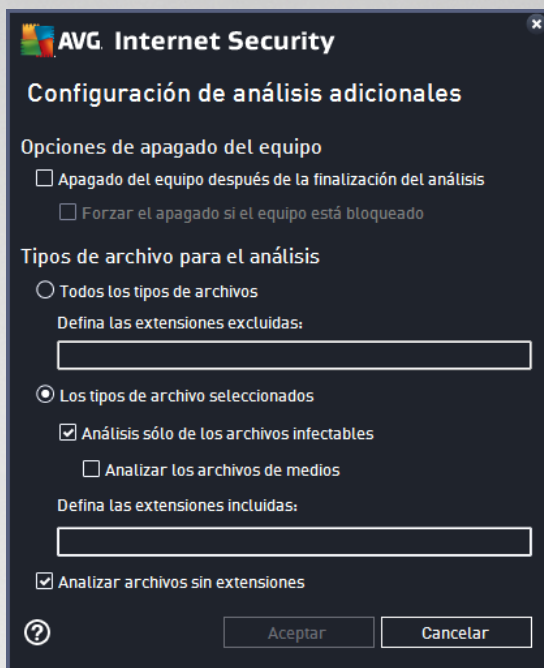 AVG. Internet Security
Configuración de análisis adicionales
Opciones de apagado del equipo
Apagado del equipo después de la finalización del análisis
Forzar el apagado si el equipo está bloqueado
Tipos de archivo para el análisis
Todos los tipos de archivos
Defina las extensiones excluidas:
Los tipos de archivo seleccionados
Análisis sólo de los archivos infectables
Analizar los archivos de medios
Defina las extensiones incluidas:
Analizar archivos sin extensiones
Aceptar
Cancelar